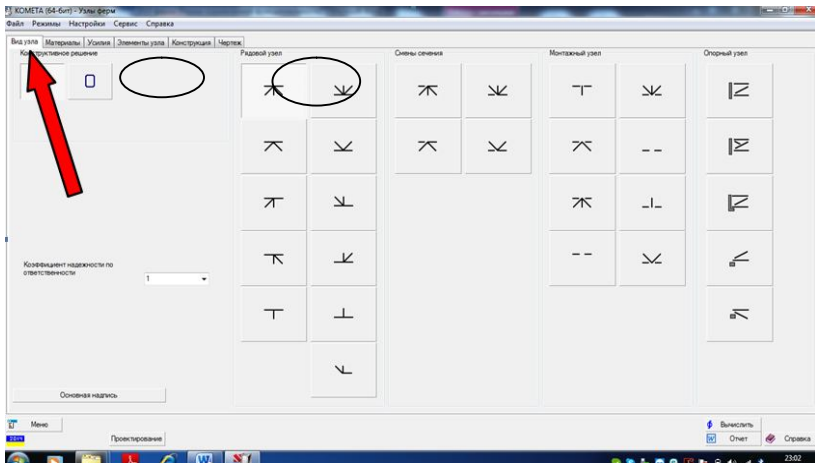 КОМЕТА (64-бит) - Узлы ферм
Файл Режимы Настройки Сервис Справка
Вид узла Материалы Усилия Элементы узла Конструкция Чертеж
Конструктивное решение
Рядовой узел
Смены сечения
Монтажный узел
Опорный узел
Коэффициент надежности по
ответственности
1
Основная надпись
Меню
Вычислить
Проектирование
Отчет
Справка
23:02